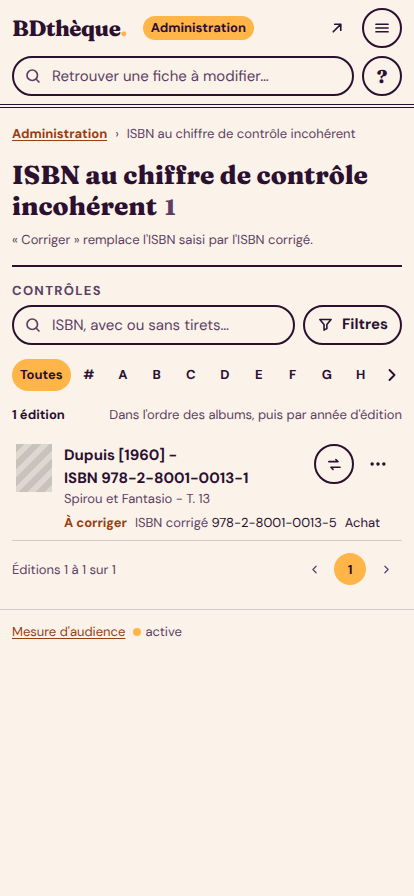 BDthèque. Administration
Retrouver une fiche à modifier... ?
Administration › ISBN au chiffre de contrôle incohérent
ISBN au chiffre de contrôle
incohérent 1
« Corriger » remplace l'ISBN saisi par l'ISBN corrigé.
CONTRÔLES
ISBN, avec ou sans tirets... Filtres
Toutes # A B C D E F G H
1 édition Dans l'ordre des albums, puis par année d'édition
Dupuis [1960] -
ISBN 978-2-8001-0013-1
Spirou et Fantasio - T. 13
À corriger ISBN corrigé 978-2-8001-0013-5 Achat
Éditions 1 à 1 sur 1 ‹ 1 ›
Mesure d'audience active